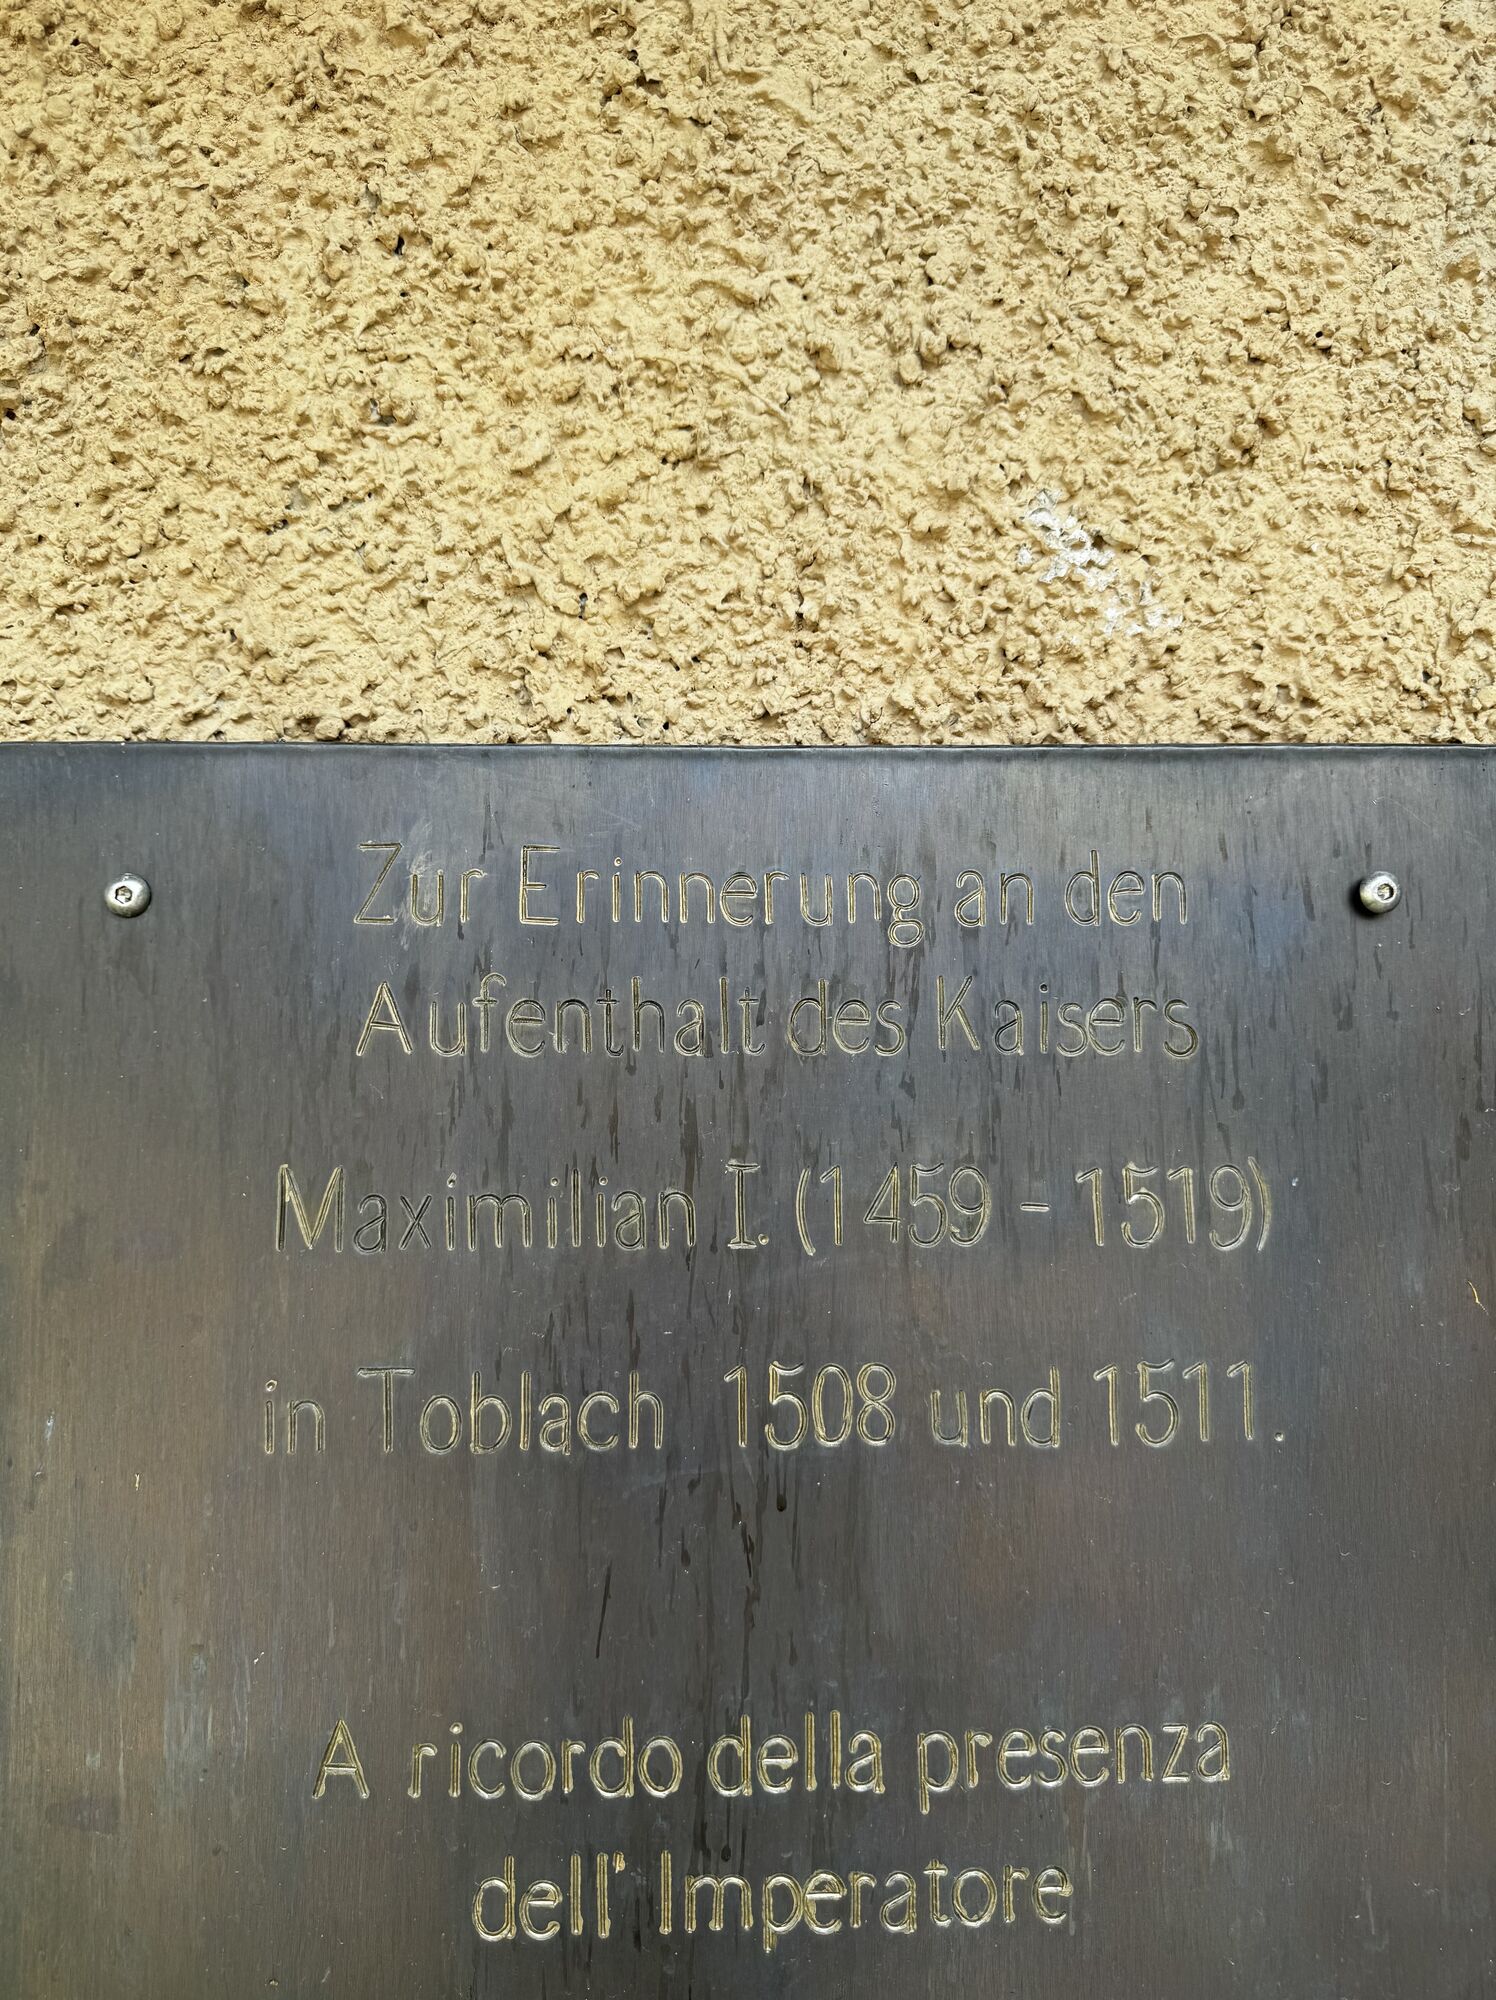 Zur Erinnerung an den
Aufenthalt des Kaisers
Maximilian I. (1459 - 1519)
in Toblach 1508 und 1511.
A ricordo della presenza
dell' Imperatore